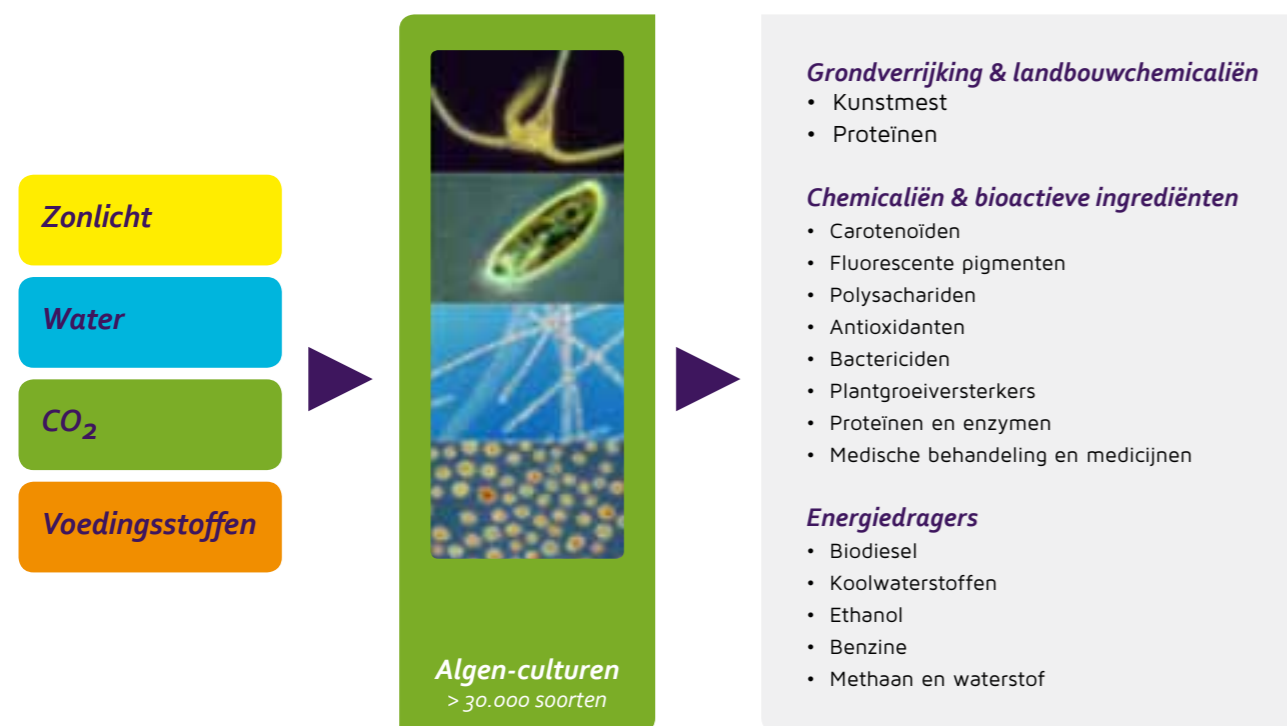 Zonlicht
Water
CO₂
Voedingsstoffen
Algen-culturen
> 30.000 soorten
Grondverrijking & landbouwchemicaliën
• Kunstmest
• Proteïnen
Chemicaliën & bioactieve ingrediënten
• Carotenoïden
• Fluorescente pigmenten
• Polysachariden
• Antioxidanten
• Bactericiden
• Plantgroeiversterkers
• Proteïnen en enzymen
• Medische behandeling en medicijnen
Energiedragers
• Biodiesel
• Koolwaterstoffen
• Ethanol
• Benzine
• Methaan en waterstof